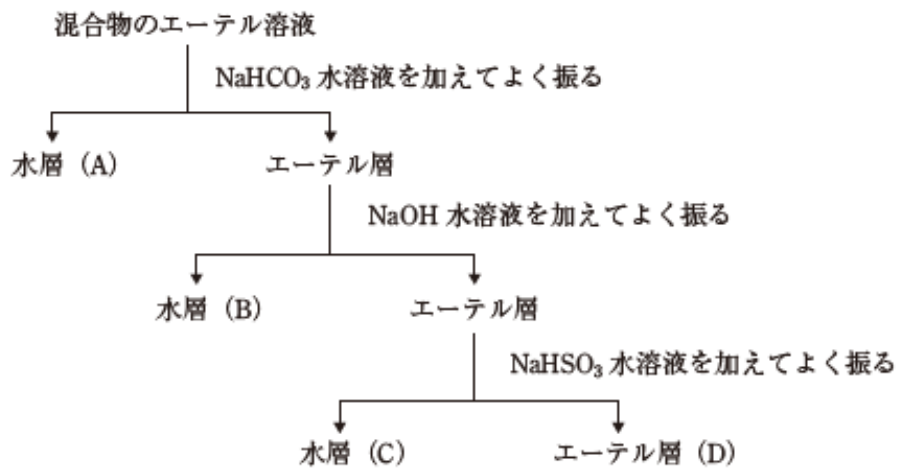 混合物のエーテル溶液
NaHCO₃ 水溶液を加えてよく振る
水層（A）
エーテル層
NaOH 水溶液を加えてよく振る
水層（B）
エーテル層
NaHSO₃ 水溶液を加えてよく振る
水層（C）
エーテル層（D）